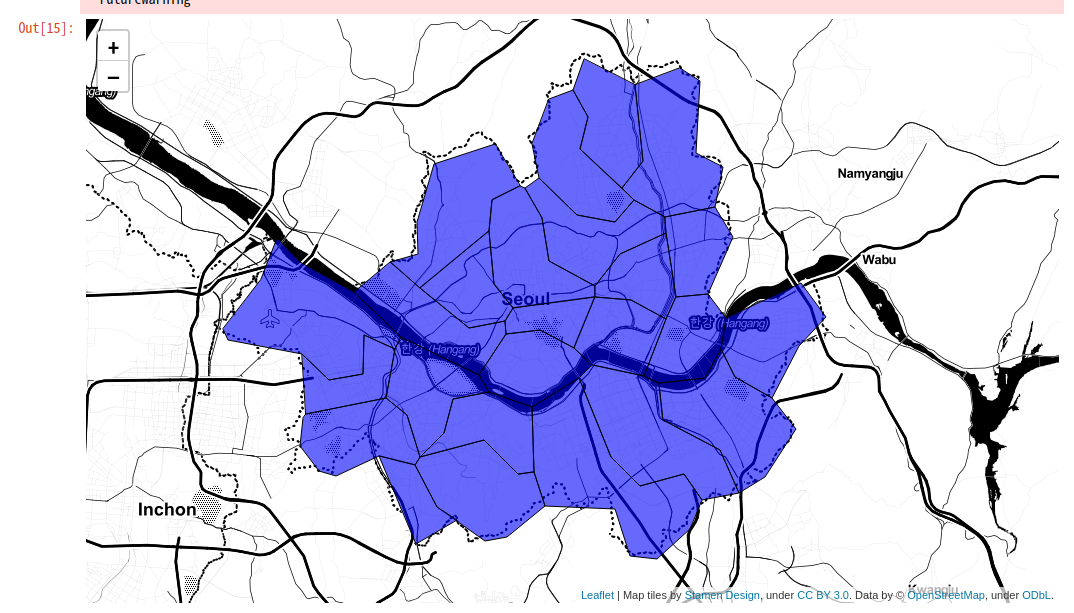 FutureWarning
Out[15]:
+
−
gang)
Namyangju
Wabu
Seoul
한강 (Hangang)
한강 (Hangang)
Inchon
Kwangju
Leaflet | Map tiles by Stamen Design, under CC BY 3.0. Data by © OpenStreetMap, under ODbL.